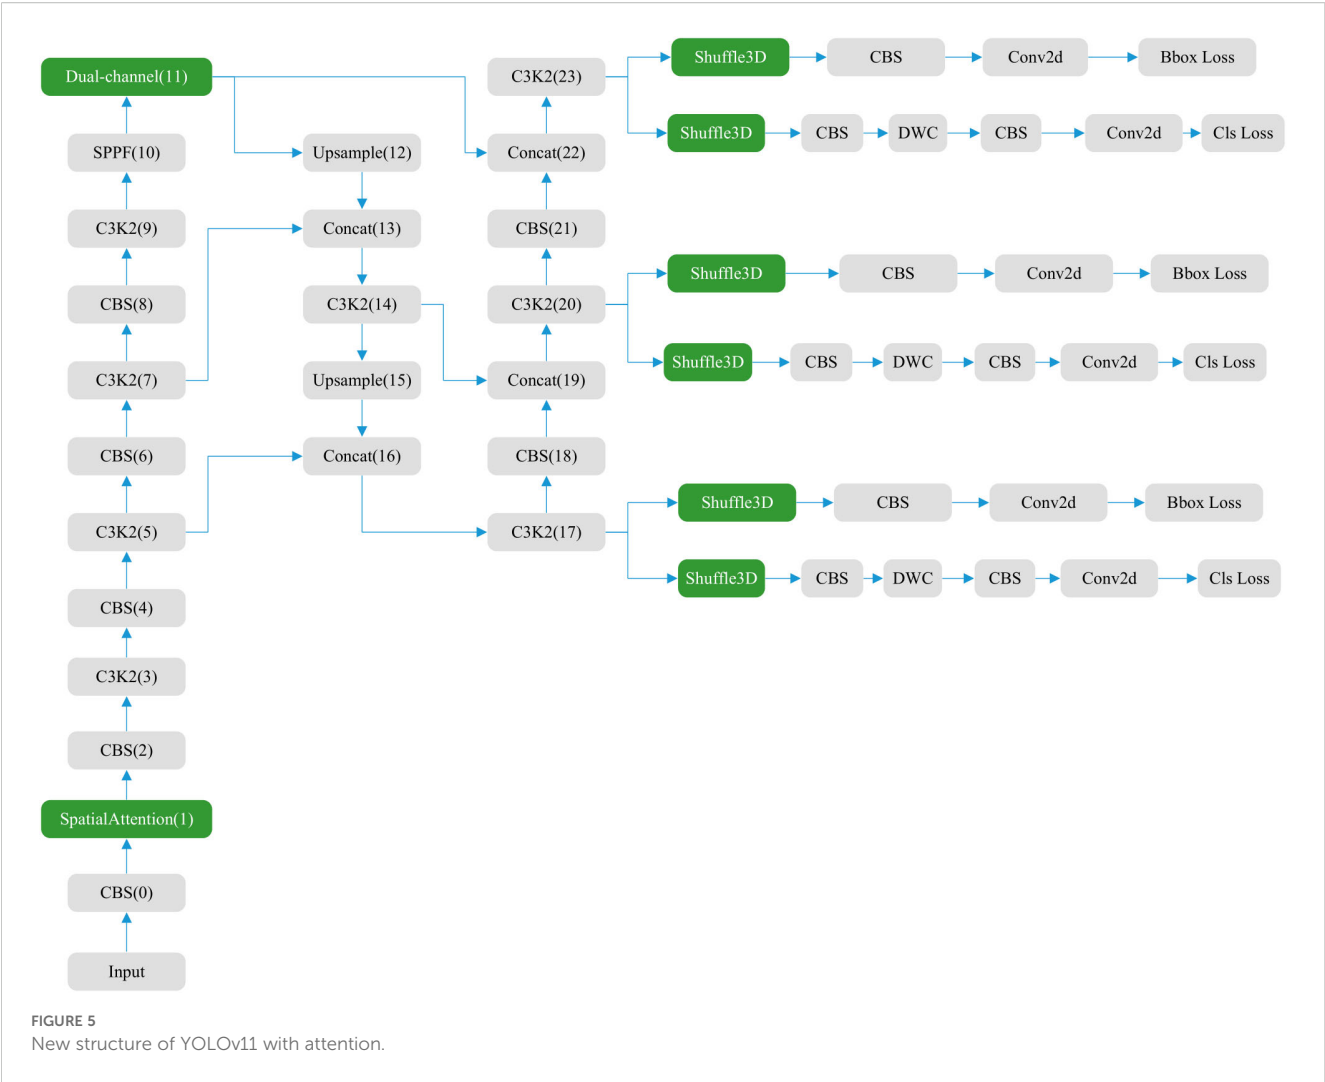 Dual-channel(11)
SPPF(10)
C3K2(9)
CBS(8)
C3K2(7)
CBS(6)
C3K2(5)
CBS(4)
C3K2(3)
CBS(2)
SpatialAttention(1)
CBS(0)
Input
Upsample(12)
Concat(13)
C3K2(14)
Upsample(15)
Concat(16)
C3K2(23)
Concat(22)
CBS(21)
C3K2(20)
Concat(19)
CBS(18)
C3K2(17)
Shuffle3D CBS Conv2d Bbox Loss
Shuffle3D CBS DWC CBS Conv2d Cls Loss
Shuffle3D CBS Conv2d Bbox Loss
Shuffle3D CBS DWC CBS Conv2d Cls Loss
Shuffle3D CBS Conv2d Bbox Loss
Shuffle3D CBS DWC CBS Conv2d Cls Loss
FIGURE 5
New structure of YOLOv11 with attention.